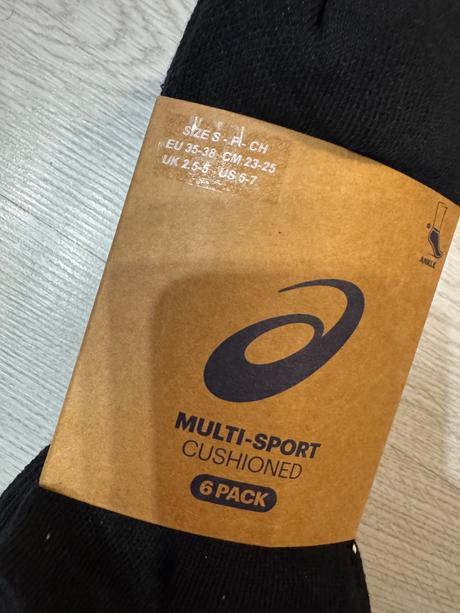 SIZE S - P - CH
EU 35-38 CM 23-25
UK 2.5-5 US 6-7
ANKLE
MULTI-SPORT
CUSHIONED
6 PACK